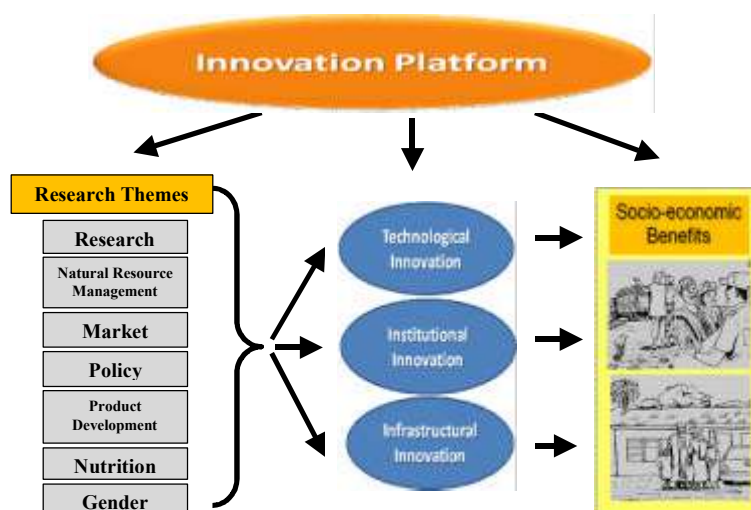 Innovation Platform
Research Themes
Research
Natural Resource
Management
Market
Policy
Product
Development
Nutrition
Gender
Technological
Innovation
Institutional
Innovation
Infrastructural
Innovation
Socio-economic
Benefits